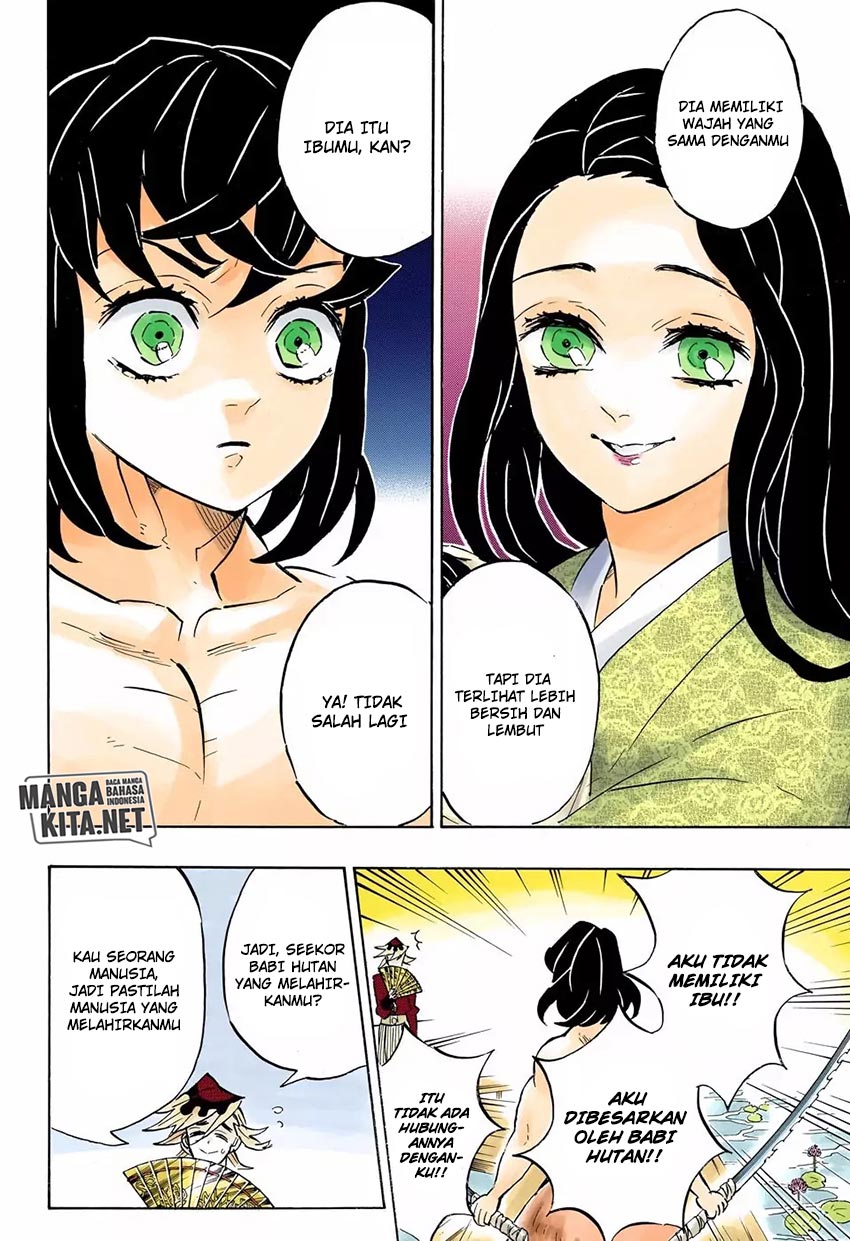 DIA MEMILIKI
WAJAH YANG
SAMA DENGANMU
TAPI DIA
TERLIHAT LEBIH
BERSIH DAN
LEMBUT
DIA ITU
IBUMU, KAN?
YA! TIDAK
SALAH LAGI
MANGA
KITA.NET
BACA MANGA
BAHASA
INDONESIA
AKU TIDAK
MEMILIKI
IBU!!
AKU
DIBESARKAN
OLEH BABI
HUTAN!!
ITU
TIDAK ADA
HUBUNG-
ANNYA
DENGAN-
KU!!
JADI, SEEKOR
BABI HUTAN
YANG MELAHIR-
KANMU?
KAU SEORANG
MANUSIA,
JADI PASTILAH
MANUSIA YANG
MELAHIRKANMU